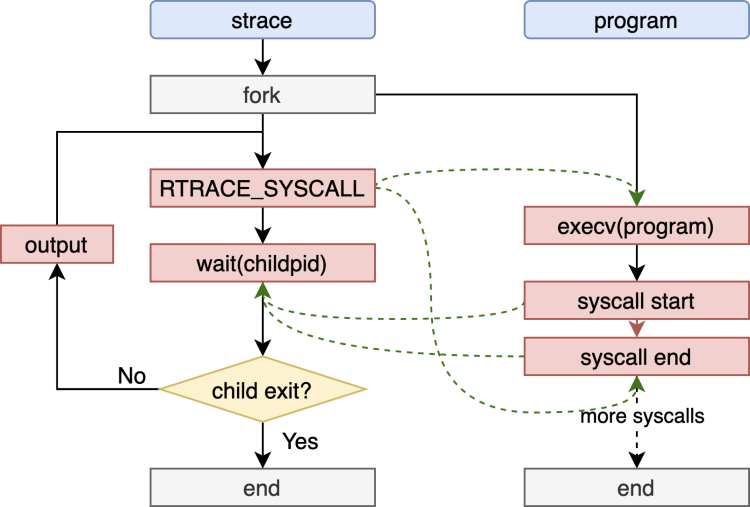 strace
program
fork
RTRACE_SYSCALL
execv(program)
output
wait(childpid)
syscall start
syscall end
No
child exit?
more syscalls
Yes
end
end